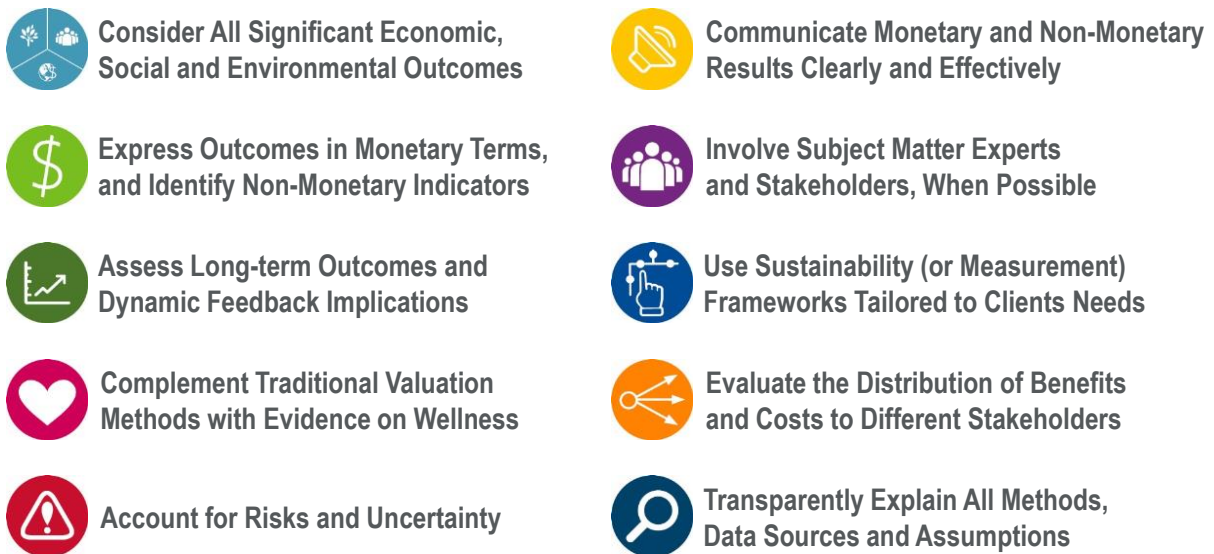 Consider All Significant Economic,
Social and Environmental Outcomes
Express Outcomes in Monetary Terms,
and Identify Non-Monetary Indicators
Assess Long-term Outcomes and
Dynamic Feedback Implications
Complement Traditional Valuation
Methods with Evidence on Wellness
Account for Risks and Uncertainty
Communicate Monetary and Non-Monetary
Results Clearly and Effectively
Involve Subject Matter Experts
and Stakeholders, When Possible
Use Sustainability (or Measurement)
Frameworks Tailored to Clients Needs
Evaluate the Distribution of Benefits
and Costs to Different Stakeholders
Transparently Explain All Methods,
Data Sources and Assumptions